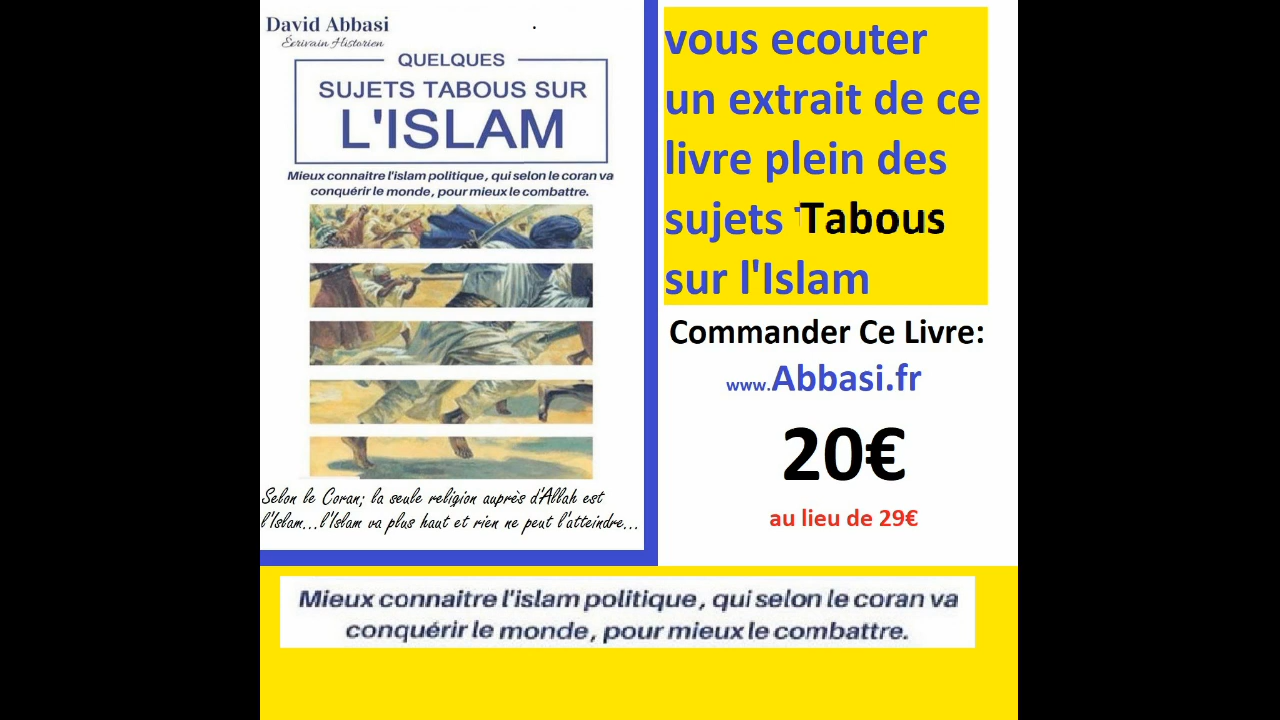 David Abbasi
Écrivain Historien
QUELQUES
SUJETS TABOUS SUR
L'ISLAM
Mieux connaitre l'islam politique, qui selon le coran va
conquérir le monde, pour mieux le combattre.
Selon le Coran; la seule religion auprès d'Allah est
l'Islam...l'Islam va plus haut et rien ne peut l'atteindre...
vous ecouter
un extrait de ce
livre plein des
sujets Tabous
sur l'Islam
Commander Ce Livre:
www.Abbasi.fr
20€
au lieu de 29€
Mieux connaitre l'islam politique, qui selon le coran va
conquérir le monde, pour mieux le combattre.